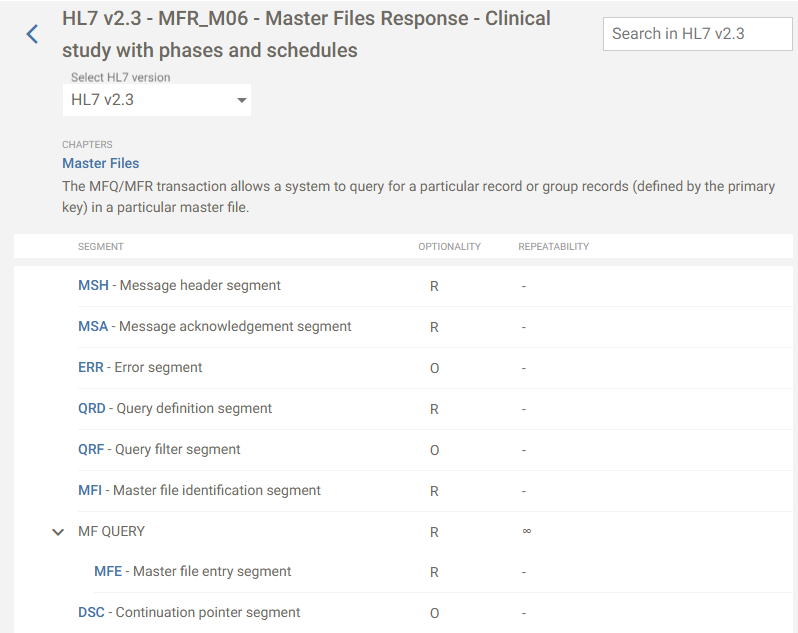 HL7 v2.3 - MFR_M06 - Master Files Response - Clinical
study with phases and schedules
Search in HL7 v2.3
Select HL7 version
HL7 v2.3
CHAPTERS
Master Files
The MFQ/MFR transaction allows a system to query for a particular record or group records (defined by the primary
key) in a particular master file.
SEGMENT OPTIONALITY REPEATABILITY
MSH - Message header segment R -
MSA - Message acknowledgement segment R -
ERR - Error segment O -
QRD - Query definition segment R -
QRF - Query filter segment O -
MFI - Master file identification segment R -
MF QUERY R ∞
MFE - Master file entry segment R -
DSC - Continuation pointer segment O -